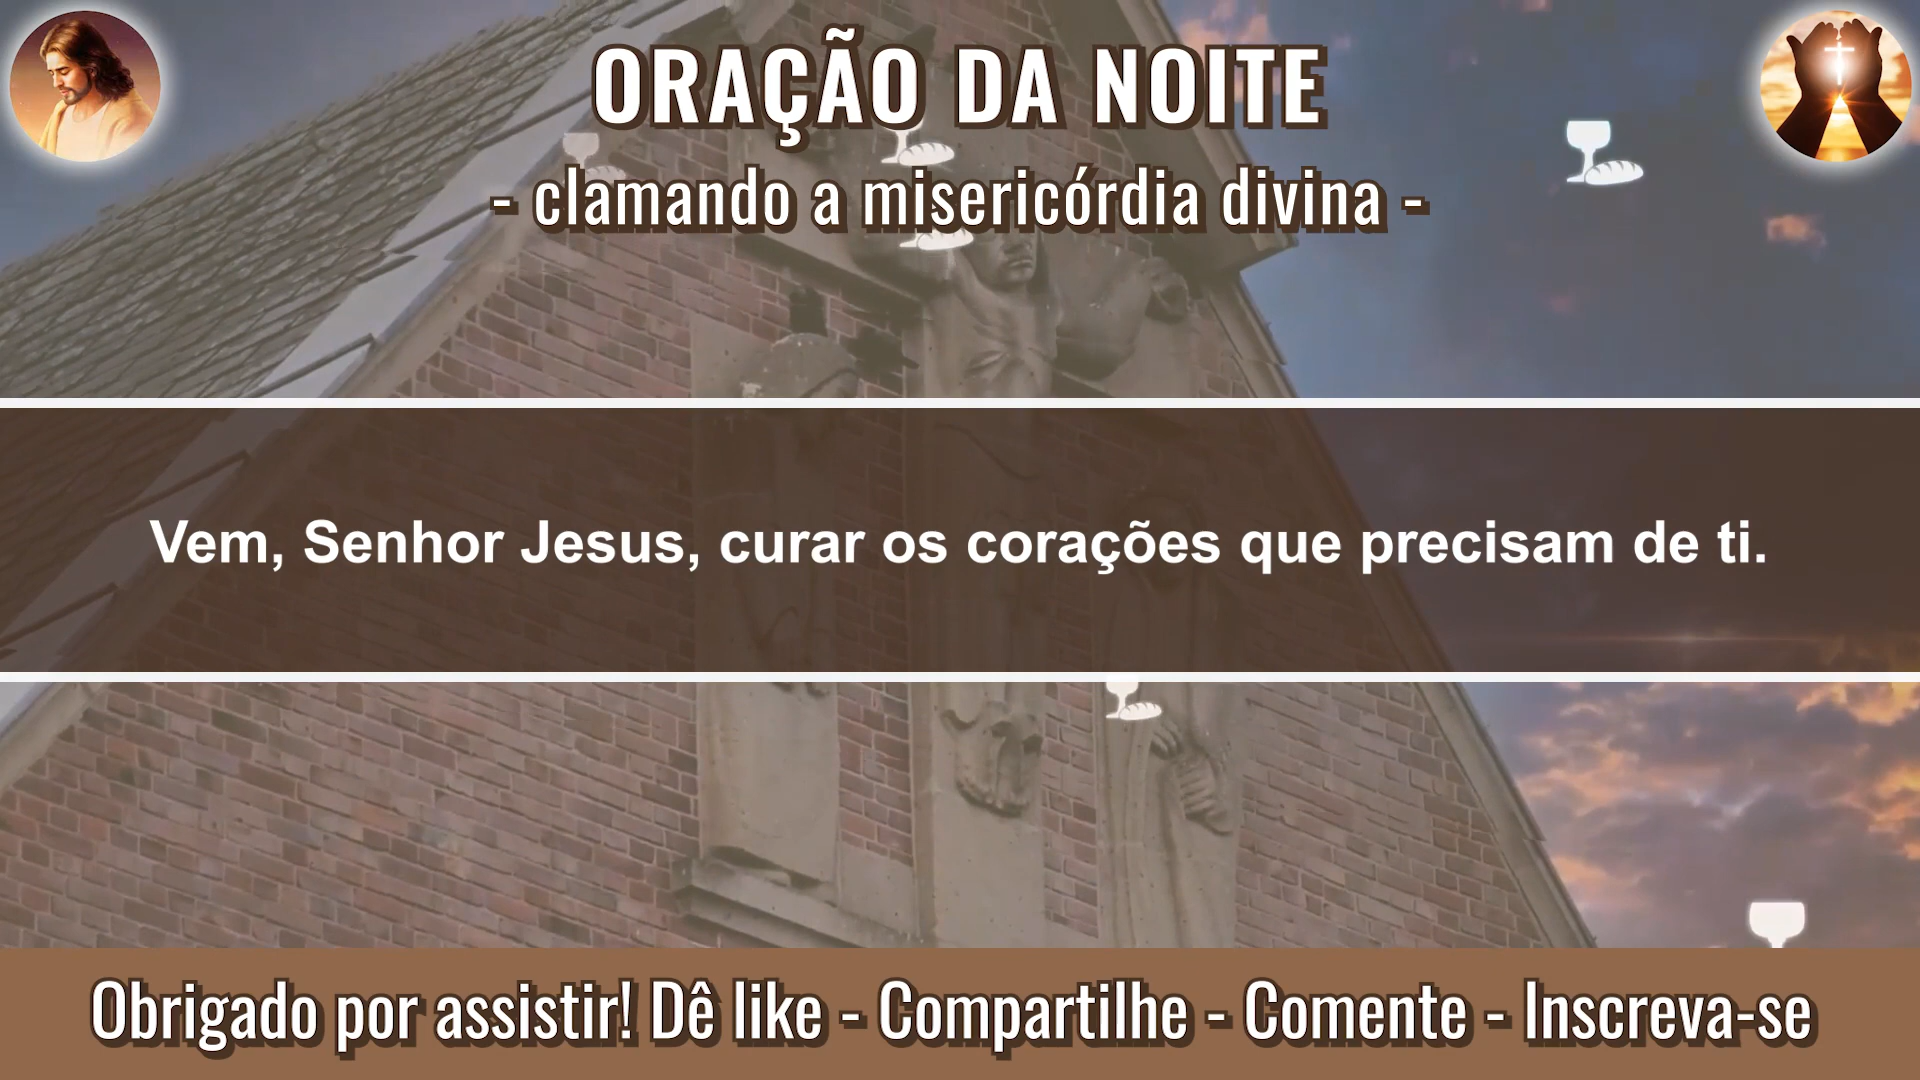 ORAÇÃO DA NOITE
- clamando a misericórdia divina -
Vem, Senhor Jesus, curar os corações que precisam de ti.
Obrigado por assistir! Dê like - Compartilhe - Comente - Inscreva-se